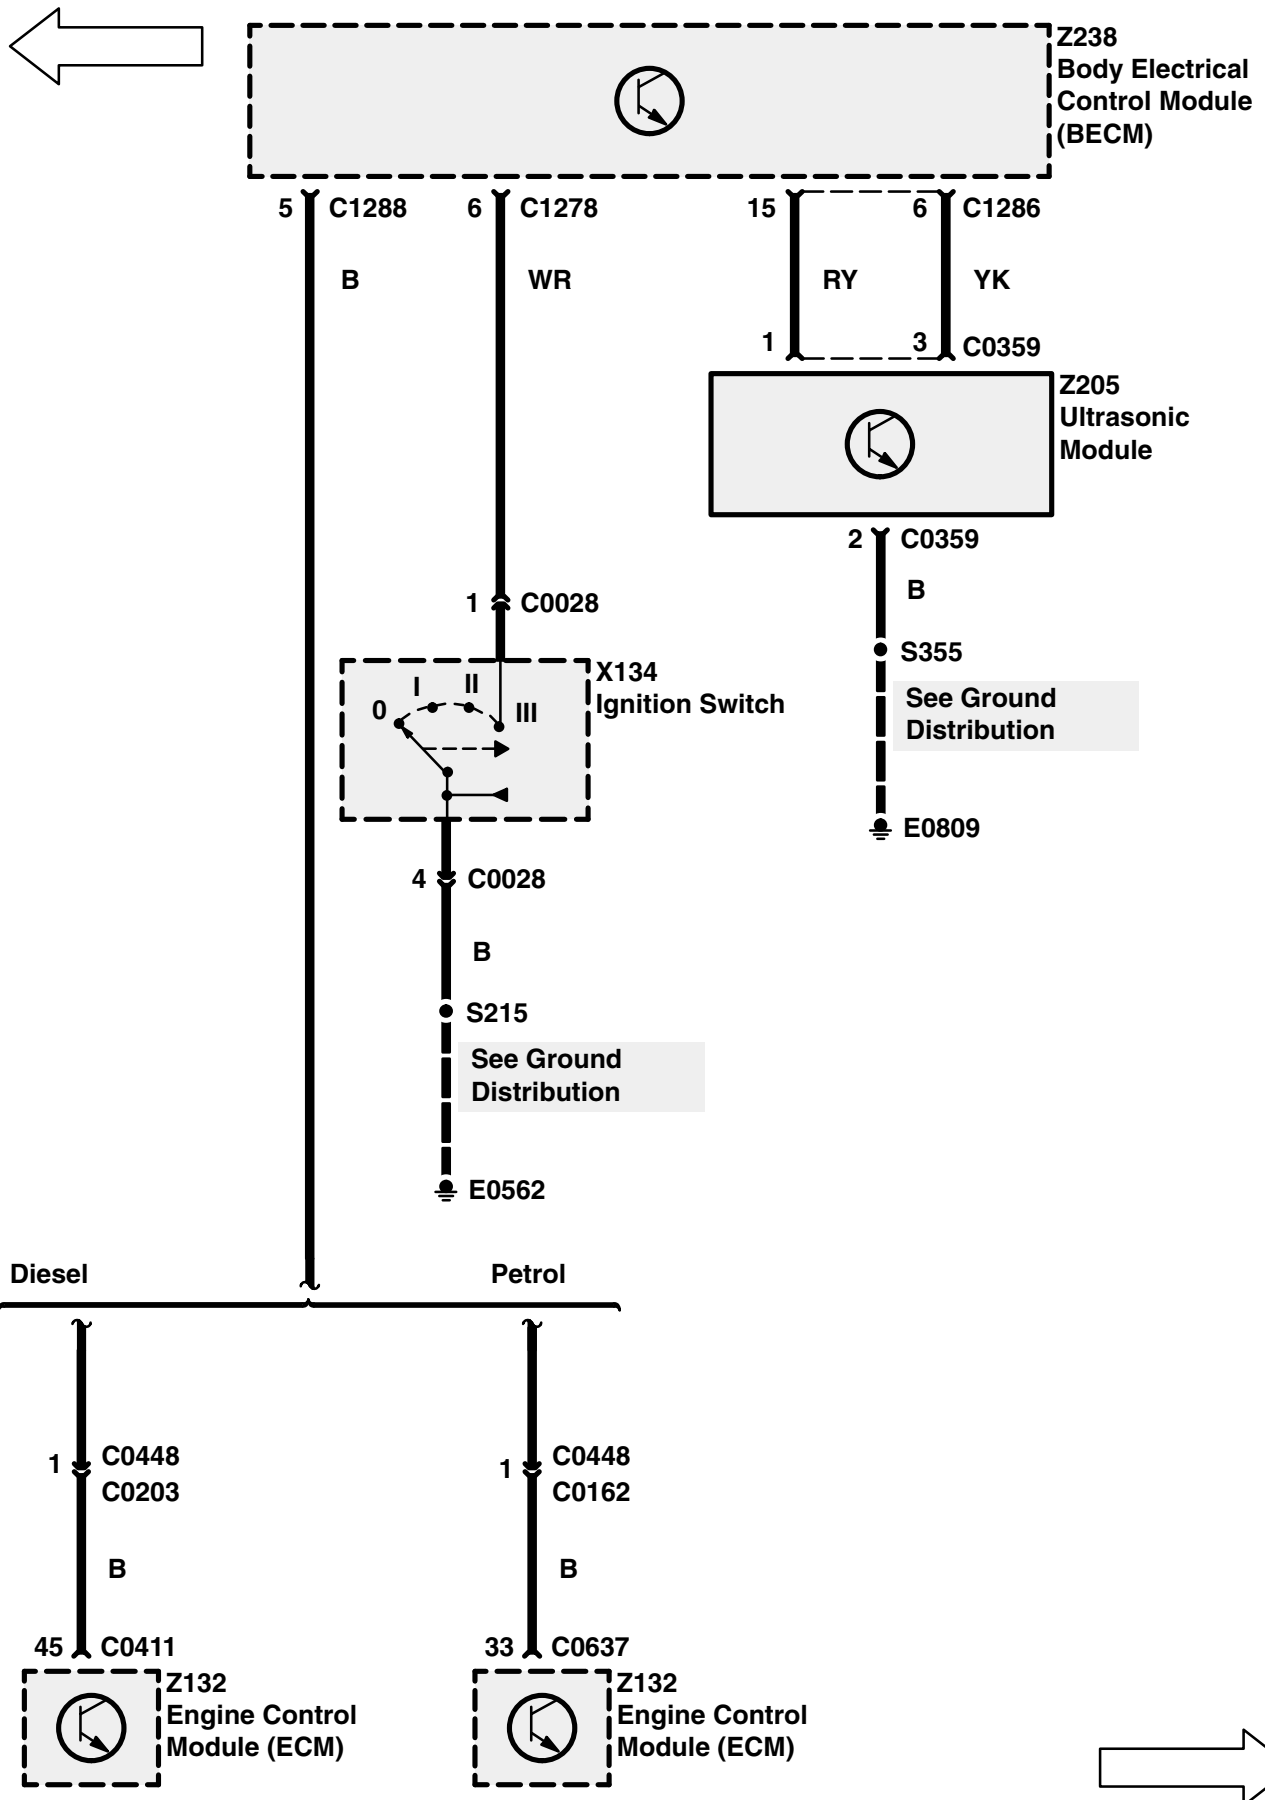 Z238
Body Electrical
Control Module
(BECM)
5 C1288 6 C1278 15 6 C1286
B WR RY YK
1 3 C0359
Z205
Ultrasonic
Module
2 C0359
B
1 C0028
S355
X134
Ignition Switch
0 I II III
See Ground
Distribution
E0809
4 C0028
B
S215
See Ground
Distribution
E0562
Diesel Petrol
1 C0448 1 C0448
C0203 C0162
B B
45 C0411 33 C0637
Z132 Z132
Engine Control Engine Control
Module (ECM) Module (ECM)